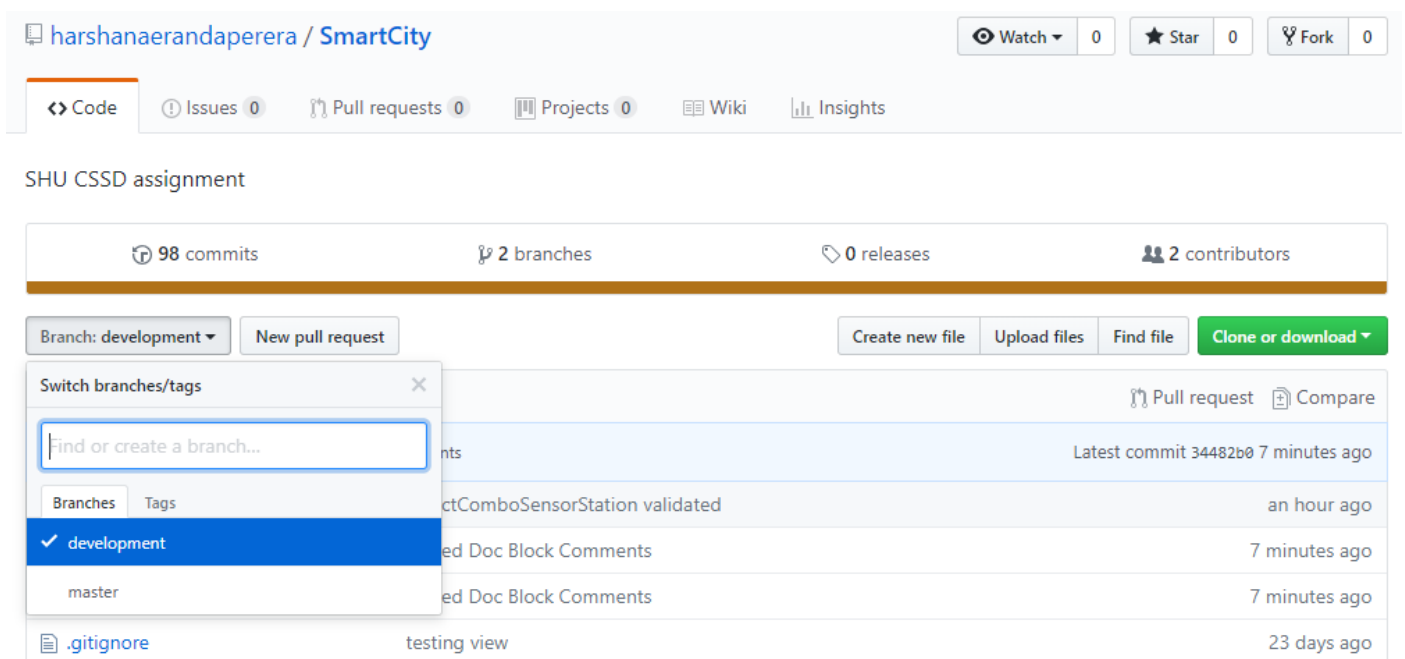 harshanaerandaperera / SmartCity
Watch 0 Star 0 Fork 0
Code Issues 0 Pull requests 0 Projects 0 Wiki Insights
SHU CSSD assignment
98 commits 2 branches 0 releases 2 contributors
Branch: development New pull request Create new file Upload files Find file Clone or download
Switch branches/tags
Pull request Compare
Find or create a branch...
nts Latest commit 34482b0 7 minutes ago
Branches Tags
ctComboSensorStation validated an hour ago
development
ed Doc Block Comments 7 minutes ago
master
ed Doc Block Comments 7 minutes ago
.gitignore testing view 23 days ago